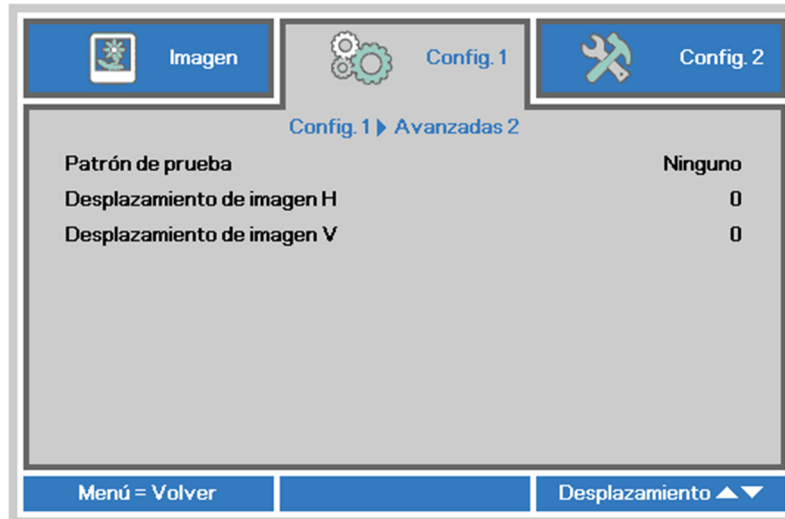 Imagen
Config. 1
Config. 2
Config. 1 ▶ Avanzadas 2
Patrón de prueba Ninguno
Desplazamiento de imagen H 0
Desplazamiento de imagen V 0
Menú = Volver
Desplazamiento ▲▼